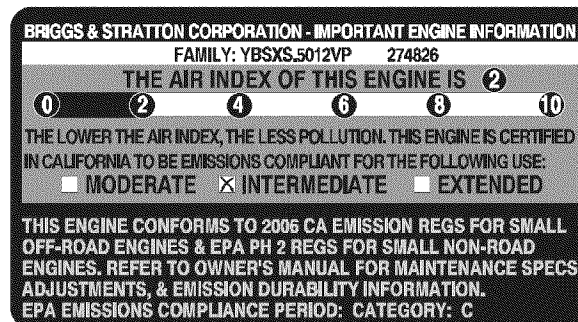 BRIGGS & STRATTON CORPORATION - IMPORTANT ENGINE INFORMATION
FAMILY: YBSXS.5012VP 274826
THE AIR INDEX OF THIS ENGINE IS 2
0 2 4 6 8 10
THE LOWER THE AIR INDEX, THE LESS POLLUTION. THIS ENGINE IS CERTIFIED
IN CALIFORNIA TO BE EMISSIONS COMPLIANT FOR THE FOLLOWING USE:
MODERATE INTERMEDIATE EXTENDED
THIS ENGINE CONFORMS TO 2006 CA EMISSION REGS FOR SMALL
OFF-ROAD ENGINES & EPA PH 2 REGS FOR SMALL NON-ROAD
ENGINES. REFER TO OWNER'S MANUAL FOR MAINTENANCE SPECS
ADJUSTMENTS, & EMISSION DURABILITY INFORMATION.
EPA EMISSIONS COMPLIANCE PERIOD: CATEGORY: C